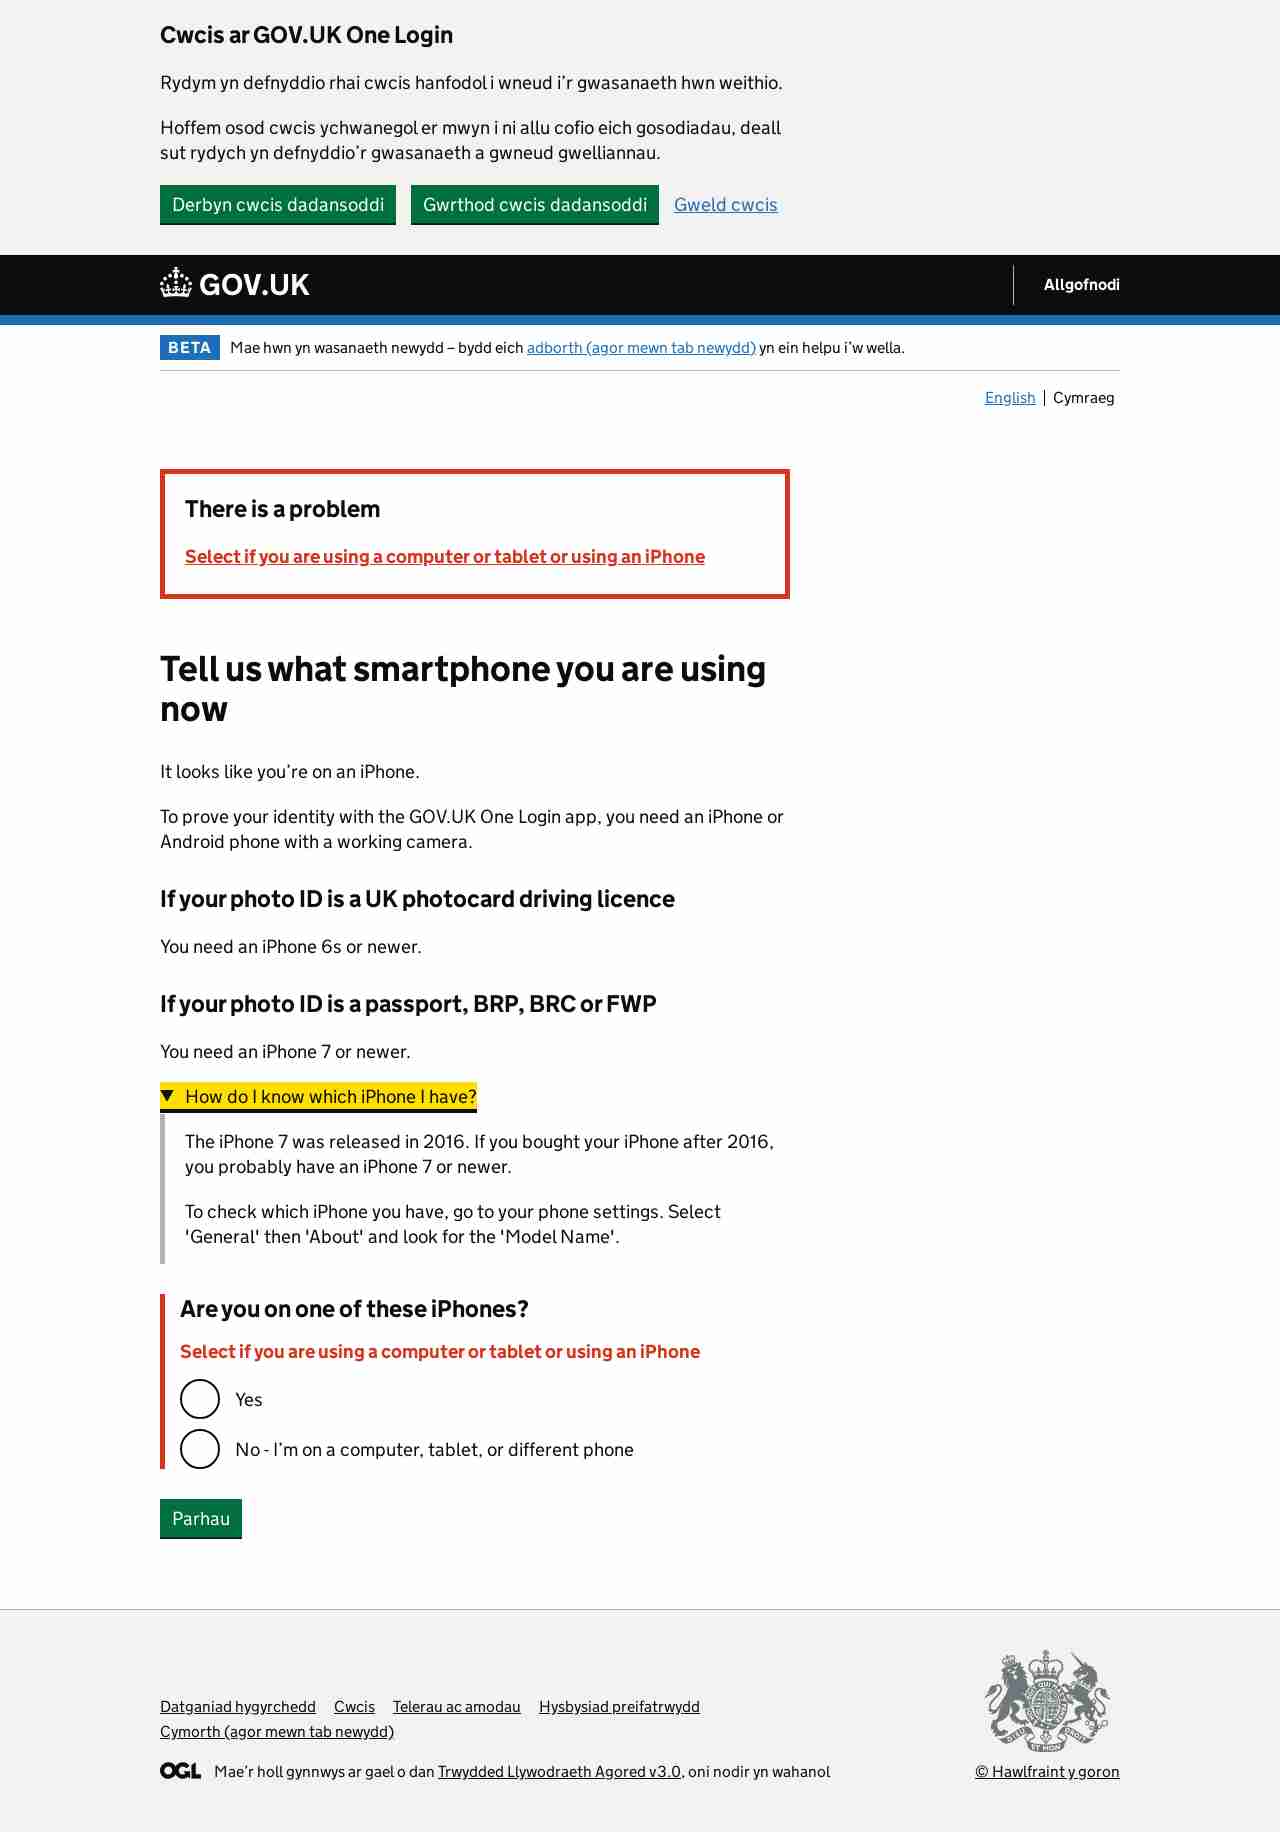 Cwcis ar GOV.UK One Login
Rydym yn defnyddio rhai cwcis hanfodol i wneud i’r gwasanaeth hwn weithio.
Hoffem osod cwcis ychwanegol er mwyn i ni allu cofio eich gosodiadau, deall
sut rydych yn defnyddio’r gwasanaeth a gwneud gwelliannau.
Derbyn cwcis dadansoddi Gwrthod cwcis dadansoddi Gweld cwcis
GOV.UK Allgofnodi
BETA Mae hwn yn wasanaeth newydd – bydd eich adborth (agor mewn tab newydd) yn ein helpu i’w wella.
English Cymraeg
There is a problem
Select if you are using a computer or tablet or using an iPhone
Tell us what smartphone you are using
now
It looks like you’re on an iPhone.
To prove your identity with the GOV.UK One Login app, you need an iPhone or
Android phone with a working camera.
If your photo ID is a UK photocard driving licence
You need an iPhone 6s or newer.
If your photo ID is a passport, BRP, BRC or FWP
You need an iPhone 7 or newer.
How do I know which iPhone I have?
The iPhone 7 was released in 2016. If you bought your iPhone after 2016,
you probably have an iPhone 7 or newer.
To check which iPhone you have, go to your phone settings. Select
'General' then 'About' and look for the 'Model Name'.
Are you on one of these iPhones?
Select if you are using a computer or tablet or using an iPhone
Yes
No - I’m on a computer, tablet, or different phone
Parhau
Datganiad hygyrchedd Cwcis Telerau ac amodau Hysbysiad preifatrwydd
Cymorth (agor mewn tab newydd)
OGL Mae’r holl gynnwys ar gael o dan Trwydded Llywodraeth Agored v3.0, oni nodir yn wahanol
© Hawlfraint y goron